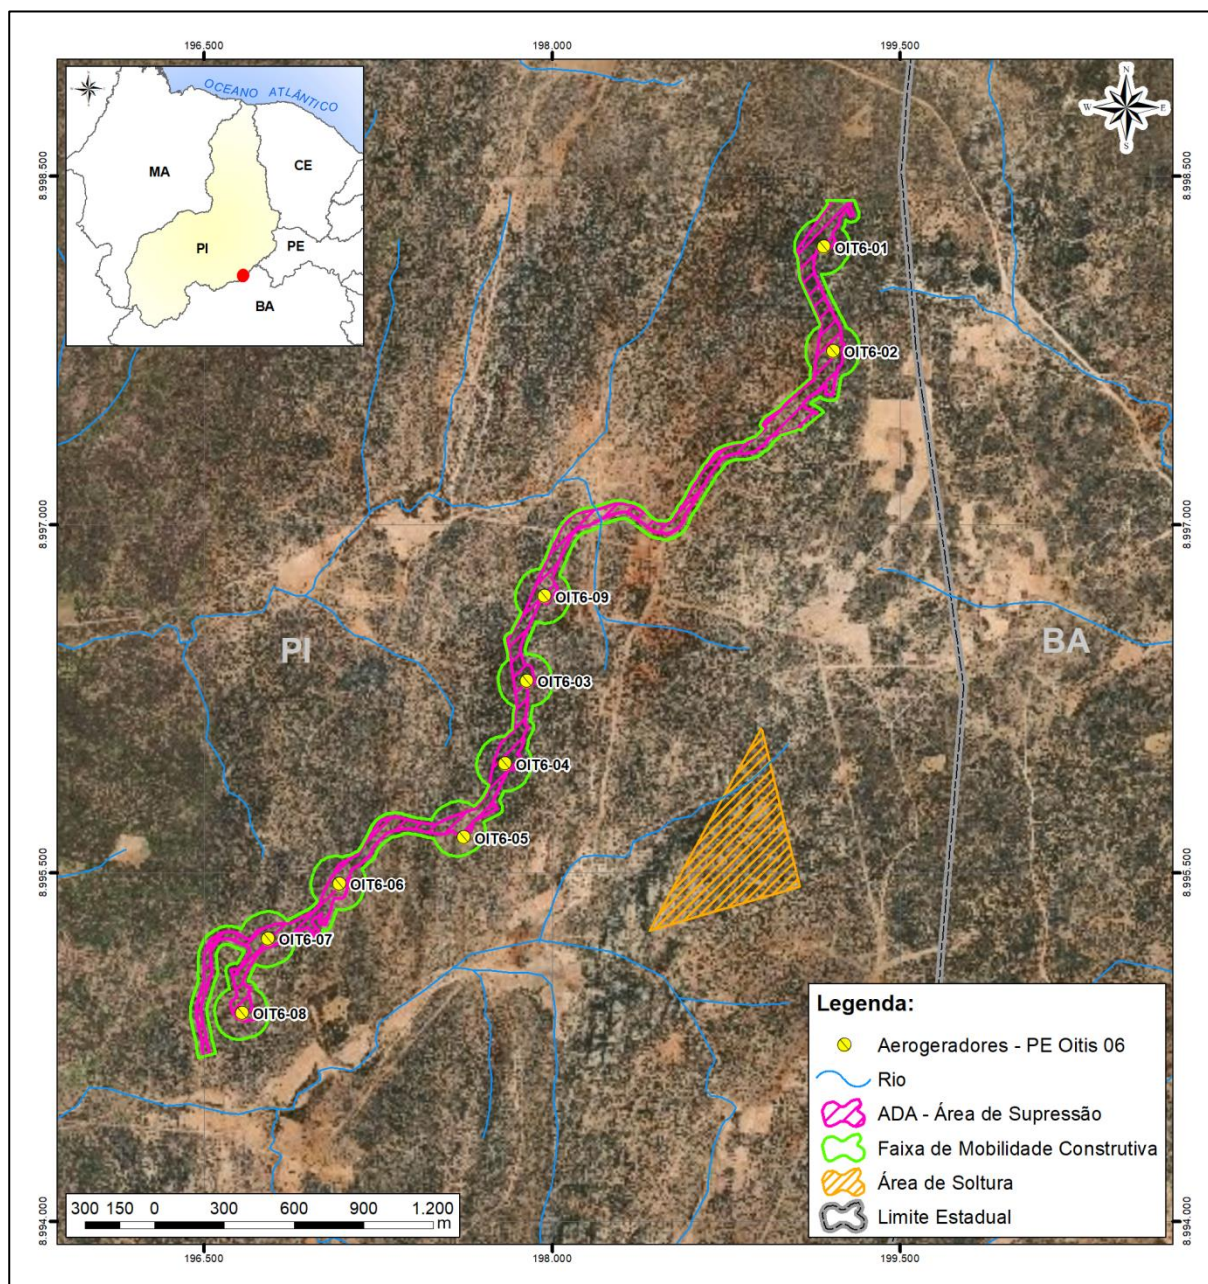 196.500
198.000
199.500
OCEANO ATLÂNTICO
MA
CE
PI
PE
BA
N
W
E
S
8.998.500
8.998.500
OIT6-01
OIT6-02
8.997.000
8.997.000
OIT6-09
PI
BA
OIT6-03
OIT6-04
OIT6-05
8.995.500
8.995.500
OIT6-06
OIT6-07
OIT6-08
Legenda:
Aerogeradores - PE Oitis 06
Rio
ADA - Área de Supressão
Faixa de Mobilidade Construtiva
Área de Soltura
Limite Estadual
300 150 0 300 600 900 1.200
m
8.994.000
8.994.000
196.500
198.000
199.500